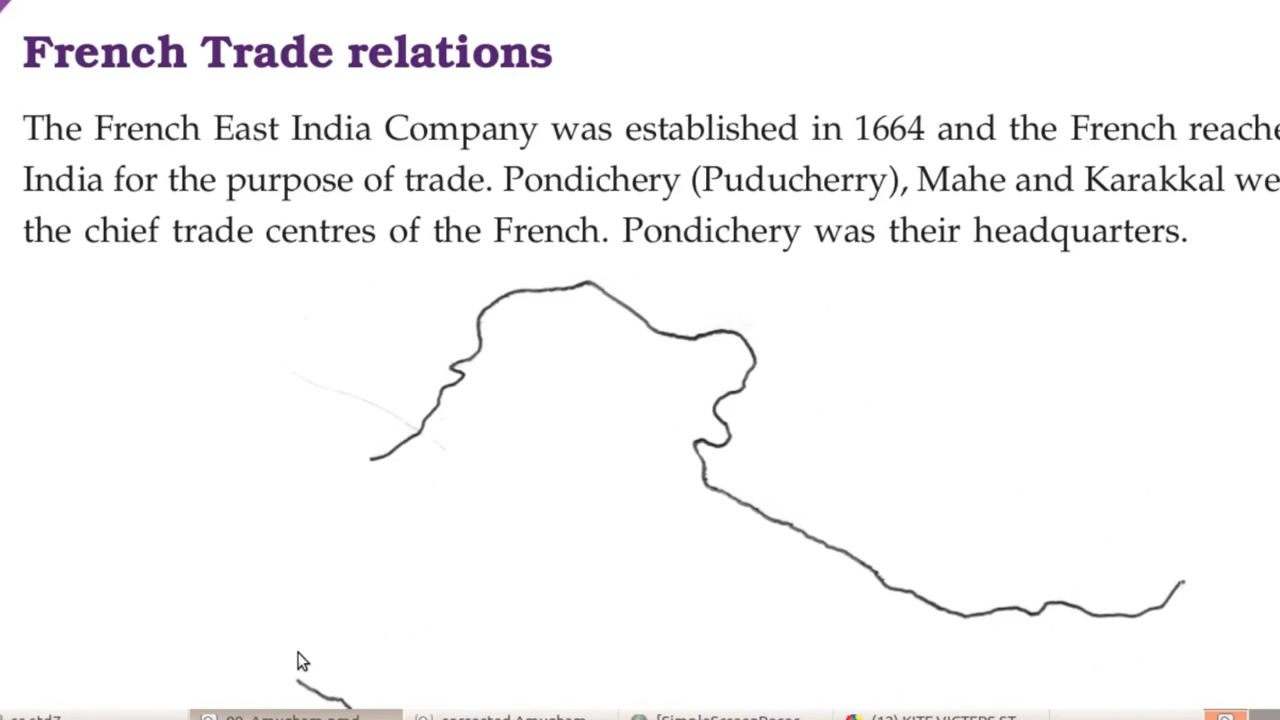 French Trade relations
The French East India Company was established in 1664 and the French reache
India for the purpose of trade. Pondichery (Puducherry), Mahe and Karakkal we
the chief trade centres of the French. Pondichery was their headquarters.